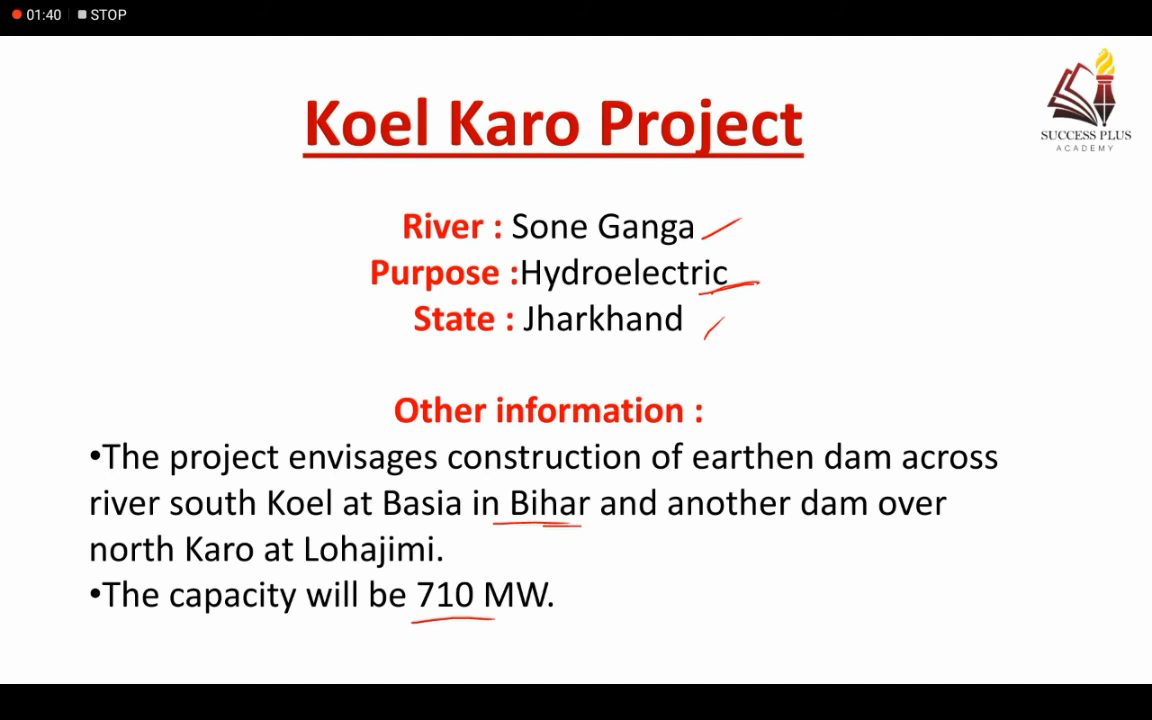 01:40 STOP
SUCCESS PLUS
ACADEMY
Koel Karo Project
River : Sone Ganga
Purpose :Hydroelectric
State : Jharkhand
Other information :
•The project envisages construction of earthen dam across
river south Koel at Basia in Bihar and another dam over
north Karo at Lohajimi.
•The capacity will be 710 MW.